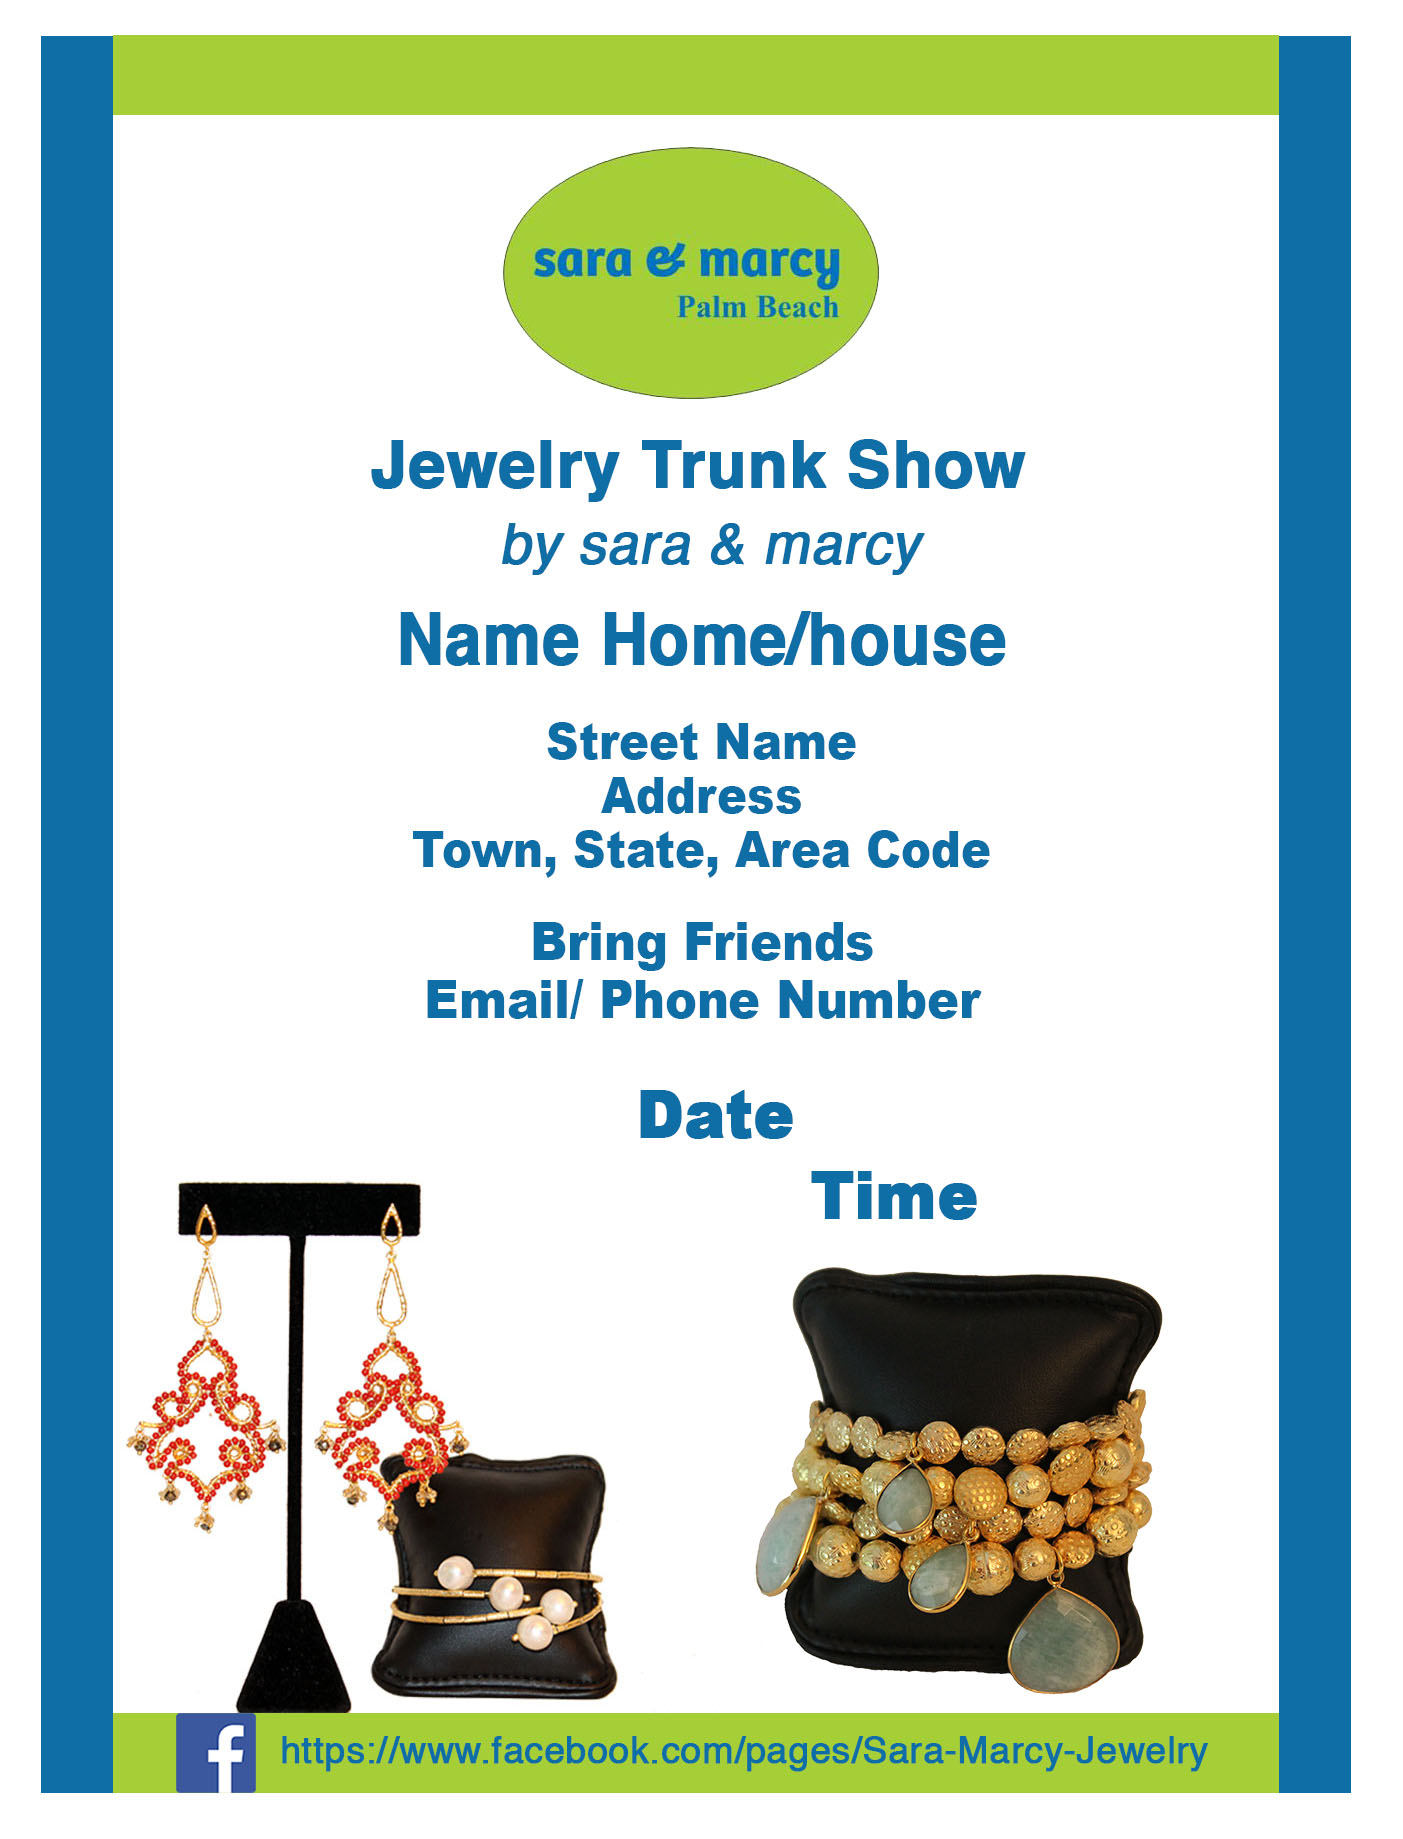 sara & marcy
Palm Beach
Jewelry Trunk Show
by sara & marcy
Name Home/house
Street Name
Address
Town, State, Area Code
Bring Friends
Email/ Phone Number
Date
Time
f https://www.facebook.com/pages/Sara-Marcy-Jewelry